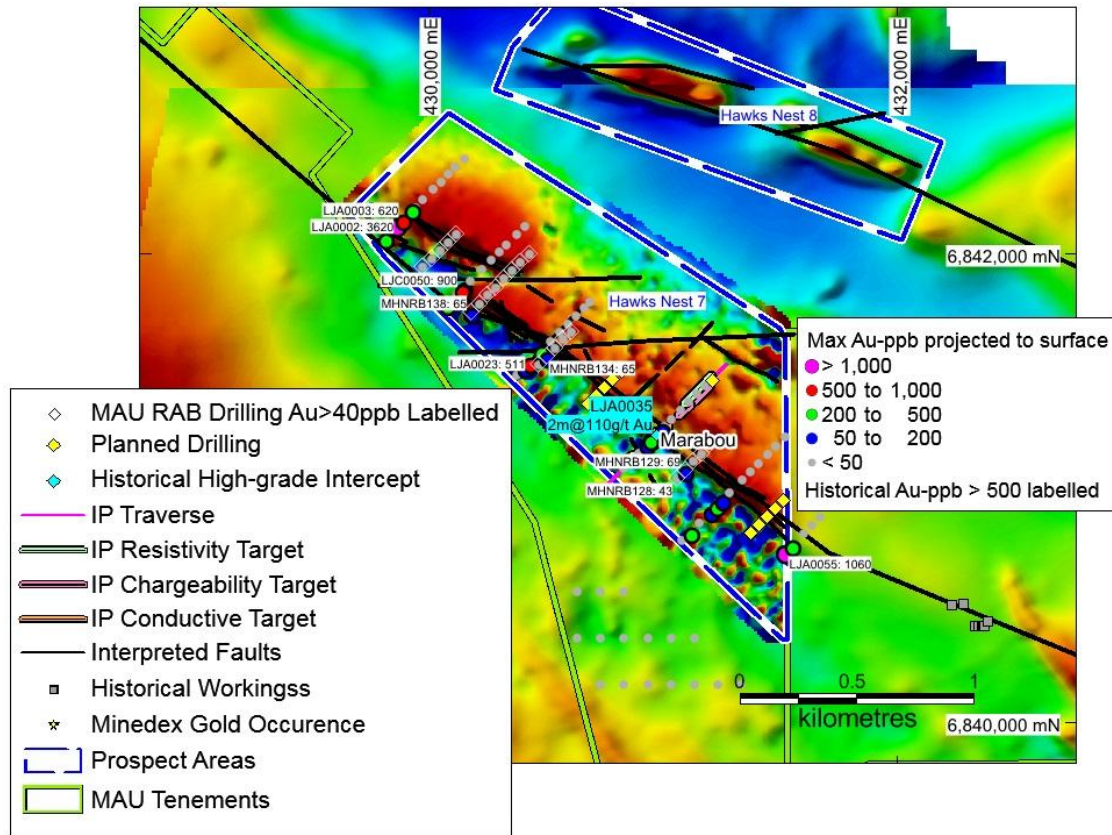 430,000 mE
432,000 mE
Hawks Nest 8
LJA0003: 620
LJA0002: 3620
6,842,000 mN
LJC0050: 900
MHNRB138: 65
Hawks Nest 7
LJA0023: 511
MHNRB134: 65
LJA0035
2m@110g/t Au
Marabou
MHNRB129: 69
MHNRB128: 43
LJA0055: 1060
Max Au-ppb projected to surface
> 1,000
500 to 1,000
200 to 500
50 to 200
< 50
Historical Au-ppb > 500 labelled
MAU RAB Drilling Au>40ppb Labelled
Planned Drilling
Historical High-grade Intercept
IP Traverse
IP Resistivity Target
IP Chargeability Target
IP Conductive Target
Interpreted Faults
Historical Workingss
Minedex Gold Occurence
Prospect Areas
MAU Tenements
0 0.5 1
kilometres
6,840,000 mN